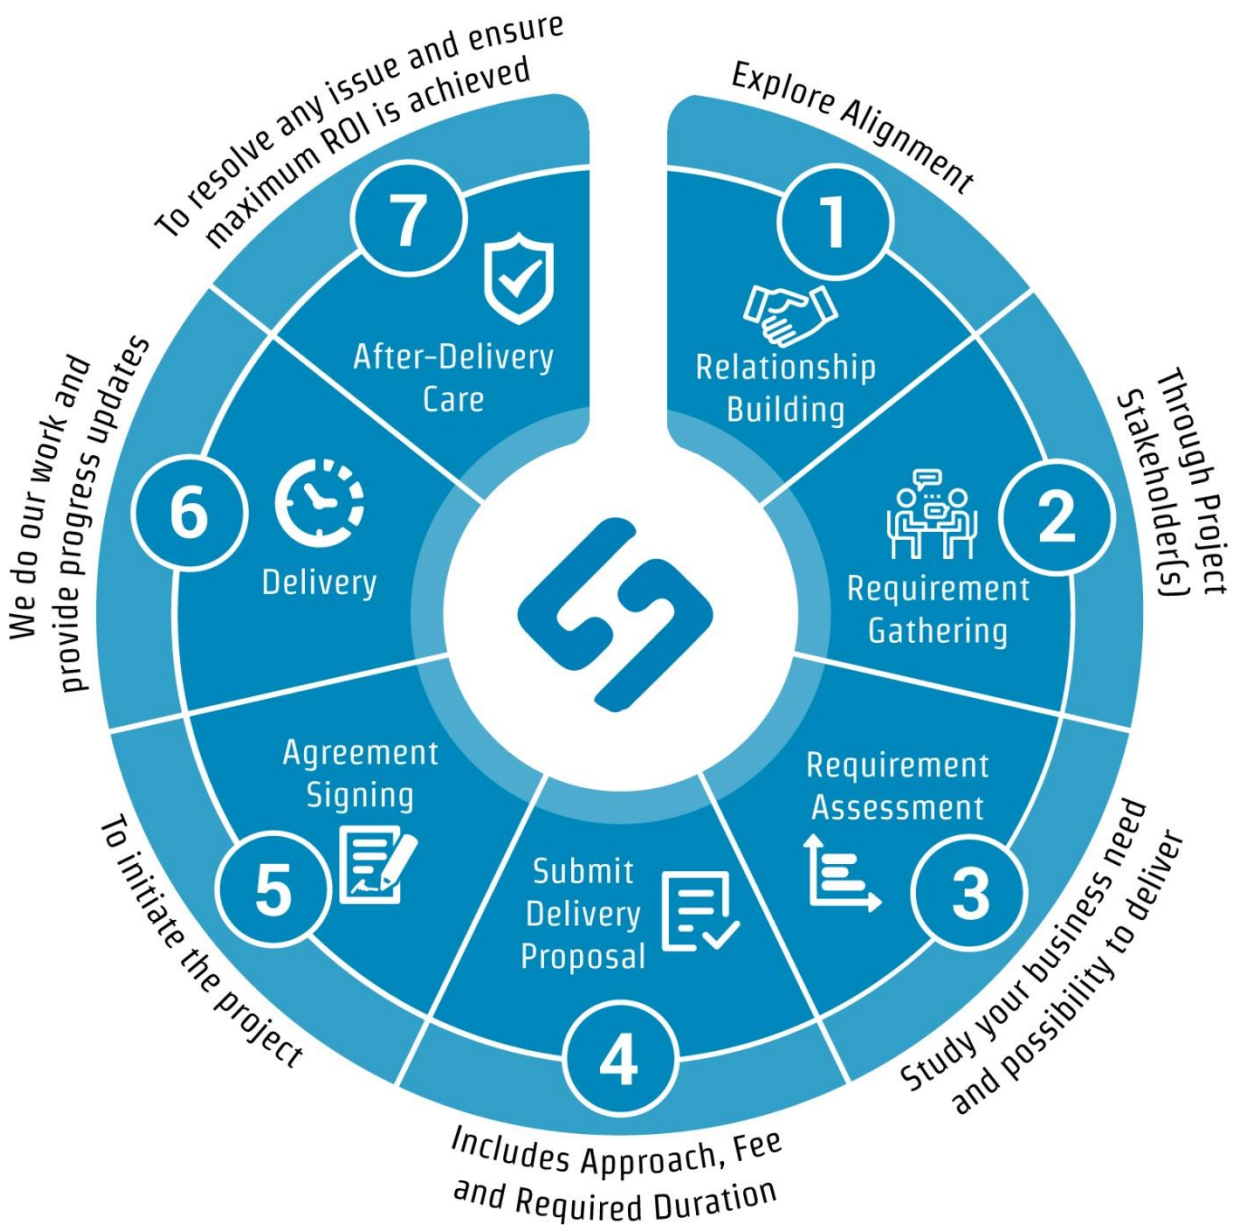 Explore Alignment
1
Relationship
Building
Through Project
Stakeholder(s)
2
Requirement
Gathering
Requirement
Assessment
3
Study your business need
and possibility to deliver
Submit
Delivery
Proposal
4
Includes Approach, Fee
and Required Duration
Agreement
Signing
5
To initiate the project
We do our work and
provide progress updates
6
Delivery
To resolve any issue and ensure
maximum ROI is achieved
7
After-Delivery
Care